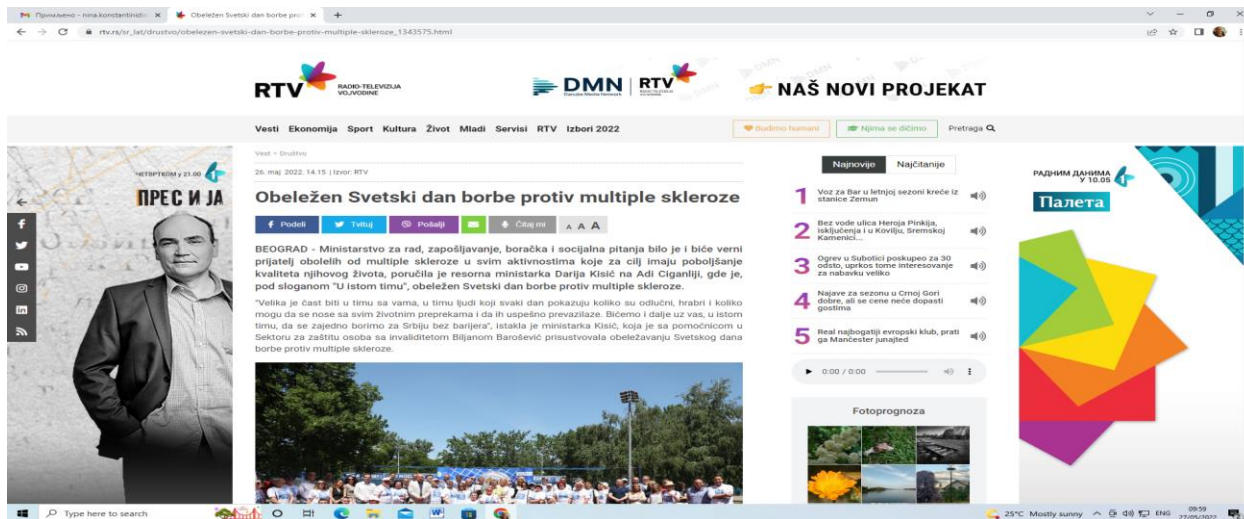 Obeležen Svetski dan borbe prot
rtv.rs/sr_lat/drustvo/obelezen-svetski-dan-borbe-protiv-multiple-skleroze_1343575.html
RTV RADIO-TELEVIZIJA VOJVODINE
DMN RTV
NAŠ NOVI PROJEKAT
Vesti Ekonomija Sport Kultura Život Mladi Servisi RTV Izbori 2022
Budimo humani Njima se dičimo Pretraga
Vesti > Društvo
26. maj 2022. 14.15 | Izvor: RTV
Obeležen Svetski dan borbe protiv multiple skleroze
Podeli Tvituj Pošalji Čitaj mi A A A
BEOGRAD - Ministarstvo za rad, zapošljavanje, boračka i socijalna pitanja bilo je i biće verni
prijatelj obolelih od multiple skleroze u svim aktivnostima koje za cilj imaju poboljšanje
kvaliteta njihovog života, poručila je resorna ministarka Darija Kisić na Adi Ciganliji, gde je,
pod sloganom "U istom timu", obeležen Svetski dan borbe protiv multiple skleroze.
"Velika je čast biti u timu sa vama, u timu ljudi koji svaki dan pokazuju koliko su odlučni, hrabri i koliko
mogu da se nose sa svim životnim preprekama i da ih uspešno prevazilaze. Bićemo i dalje uz vas, u istom
timu, da se zajedno borimo za Srbiju bez barijera", istakla je ministarka Kisić, koja je sa pomoćnicom u
Sektoru za zaštitu osoba sa invaliditetom Biljanom Barošević prisustvovala obeležavanju Svetskog dana
borbe protiv multiple skleroze.
Najnovije Najčitanije
1 Voz za Bar u letnjoj sezoni kreće iz
stanice Zemun
2 Bez vode ulica Heroja Pinkija,
isključenja i u Kovilju, Sremskoj
Kamenici...
3 Ogrev u Subotici poskupeo za 30
odsto, uprkos tome interesovanje
za nabavku veliko
4 Najave za sezonu u Crnoj Gori
dobre, ali se cene neće dopasti
gostima
5 Real najbogatiji evropski klub, prati
ga Mančester junajted
0:00 / 0:00
Fotoprognoza
ЧЕТВРТКОМ у 21.00
ПРЕС И ЈА
РАДНИМ ДАНИМА
У 10.05
Палета
Type here to search
25°C Mostly sunny ENG 09:59
27/05/2022